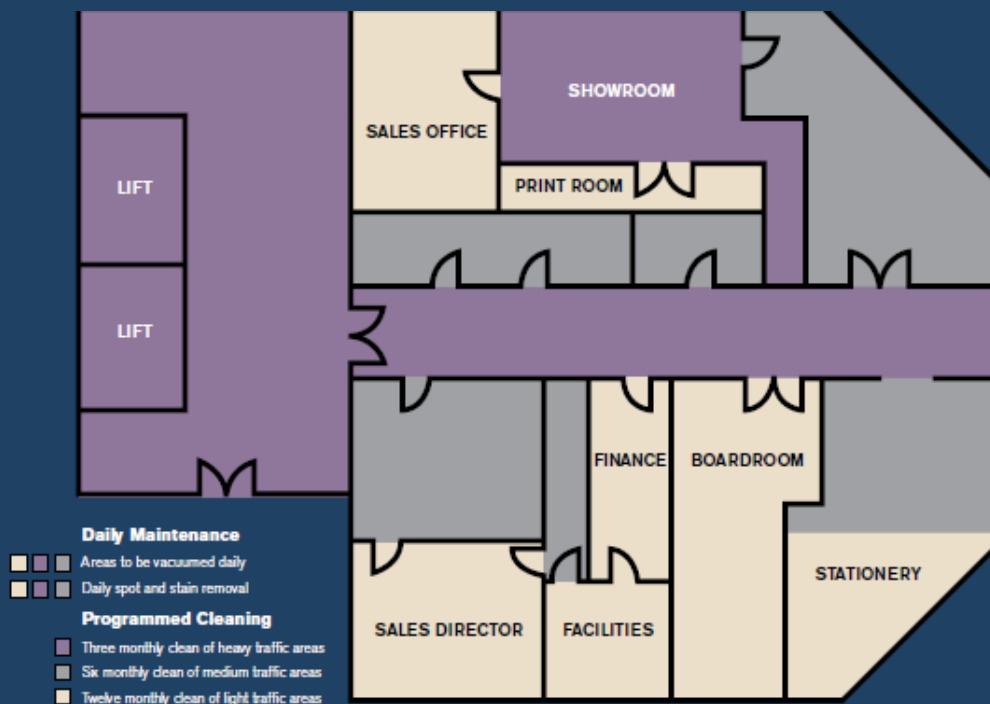 SHOWROOM
SALES OFFICE
PRINT ROOM
LIFT
LIFT
FINANCE
BOARDROOM
STATIONERY
SALES DIRECTOR
FACILITIES
Daily Maintenance
Areas to be vacuumed daily
Daily spot and stain removal
Programmed Cleaning
Three monthly clean of heavy traffic areas
Six monthly clean of medium traffic areas
Twelve monthly clean of light traffic areas